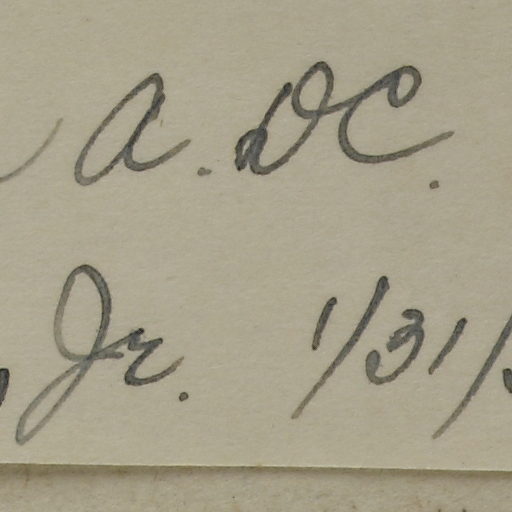 A. DC.
Jr. 1/31/